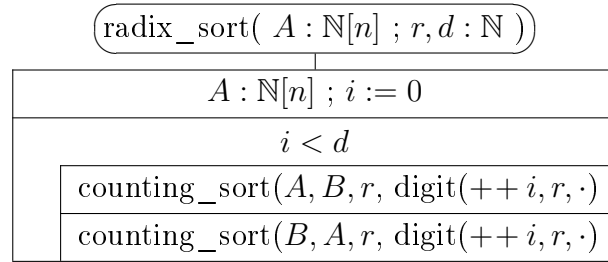 radix_sort( A : ℕ[n] ; r, d : ℕ )
A : ℕ[n] ; i := 0
i < d
counting_sort(A, B, r, digit(++ i, r, ·)
counting_sort(B, A, r, digit(++ i, r, ·)